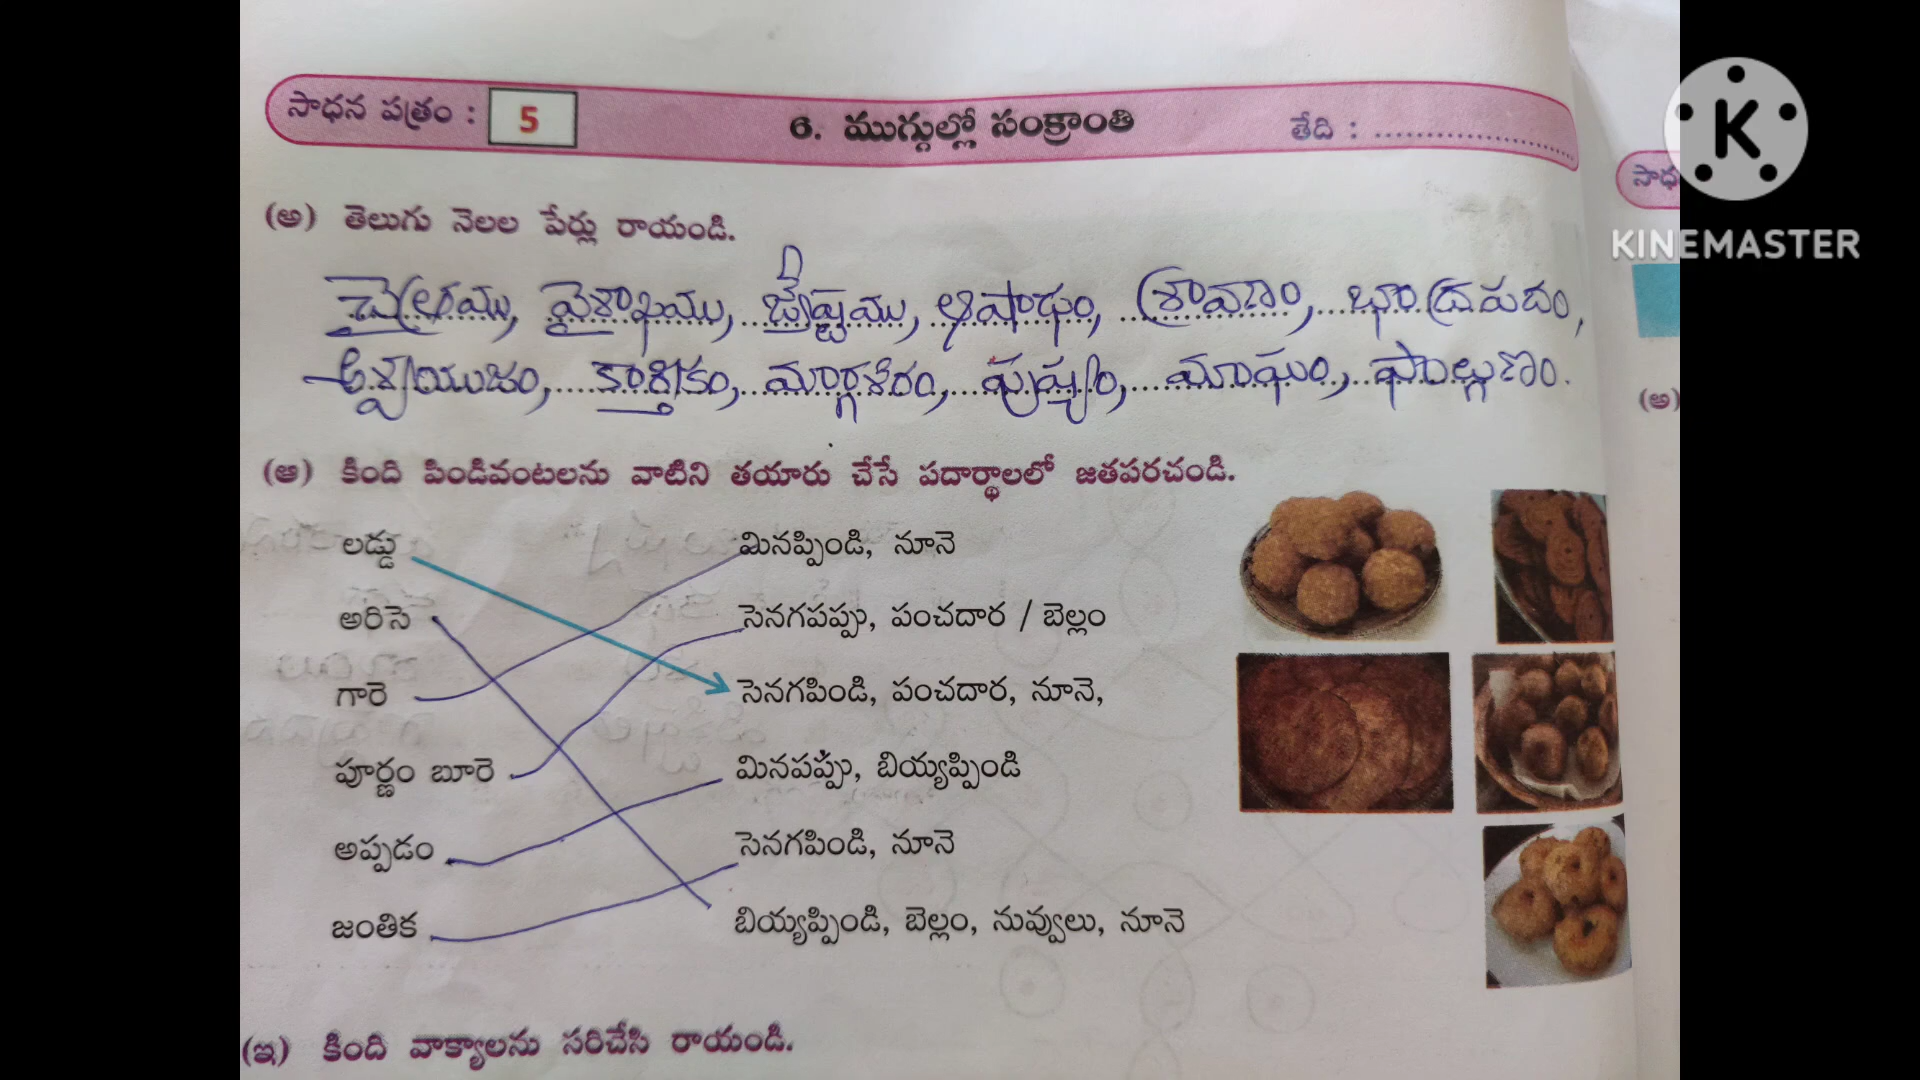 సాధన పత్రం : 5
6. ముగ్గుల్లో సంక్రాంతి
తేది : ........................
K
KINEMASTER
సాధ
(అ) తెలుగు నెలల పేర్లు రాయండి.
చైత్రము, వైశాఖము, జ్యేష్ఠము, ఆషాఢం, శ్రావణం, భాద్రపదం,
ఆశ్వయుజం, కార్తీకం, మార్గశిరం, పుష్యం, మాఘం, ఫాల్గుణం.
(అ)
(ఆ) కింది పిండివంటలను వాటిని తయారు చేసే పదార్థాలలో జతపరచండి.
లడ్డు మినప్పిండి, నూనె
అరిసె సెనగపప్పు, పంచదార / బెల్లం
గారె సెనగపిండి, పంచదార, నూనె,
పూర్ణం బూరె మినపప్పు, బియ్యప్పిండి
అప్పడం సెనగపిండి, నూనె
జంతిక బియ్యప్పిండి, బెల్లం, నువ్వులు, నూనె
(ఇ) కింది వాక్యాలను సరిచేసి రాయండి.